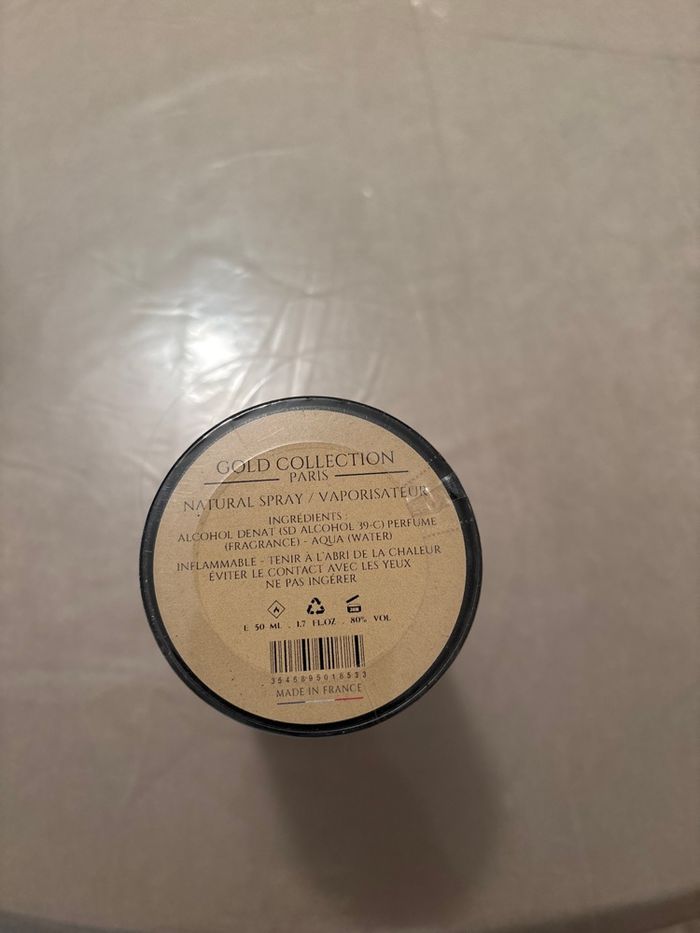 GOLD COLLECTION
PARIS
NATURAL SPRAY / VAPORISATEUR
INGRÉDIENTS :
ALCOHOL DENAT (SD ALCOHOL 39-C) PERFUME
(FRAGRANCE) - AQUA (WATER)
INFLAMMABLE - TENIR À L'ABRI DE LA CHALEUR
ÉVITER LE CONTACT AVEC LES YEUX
NE PAS INGÉRER
E 50 ML . 1.7 FL.OZ . 80% VOL
3546895018533
MADE IN FRANCE